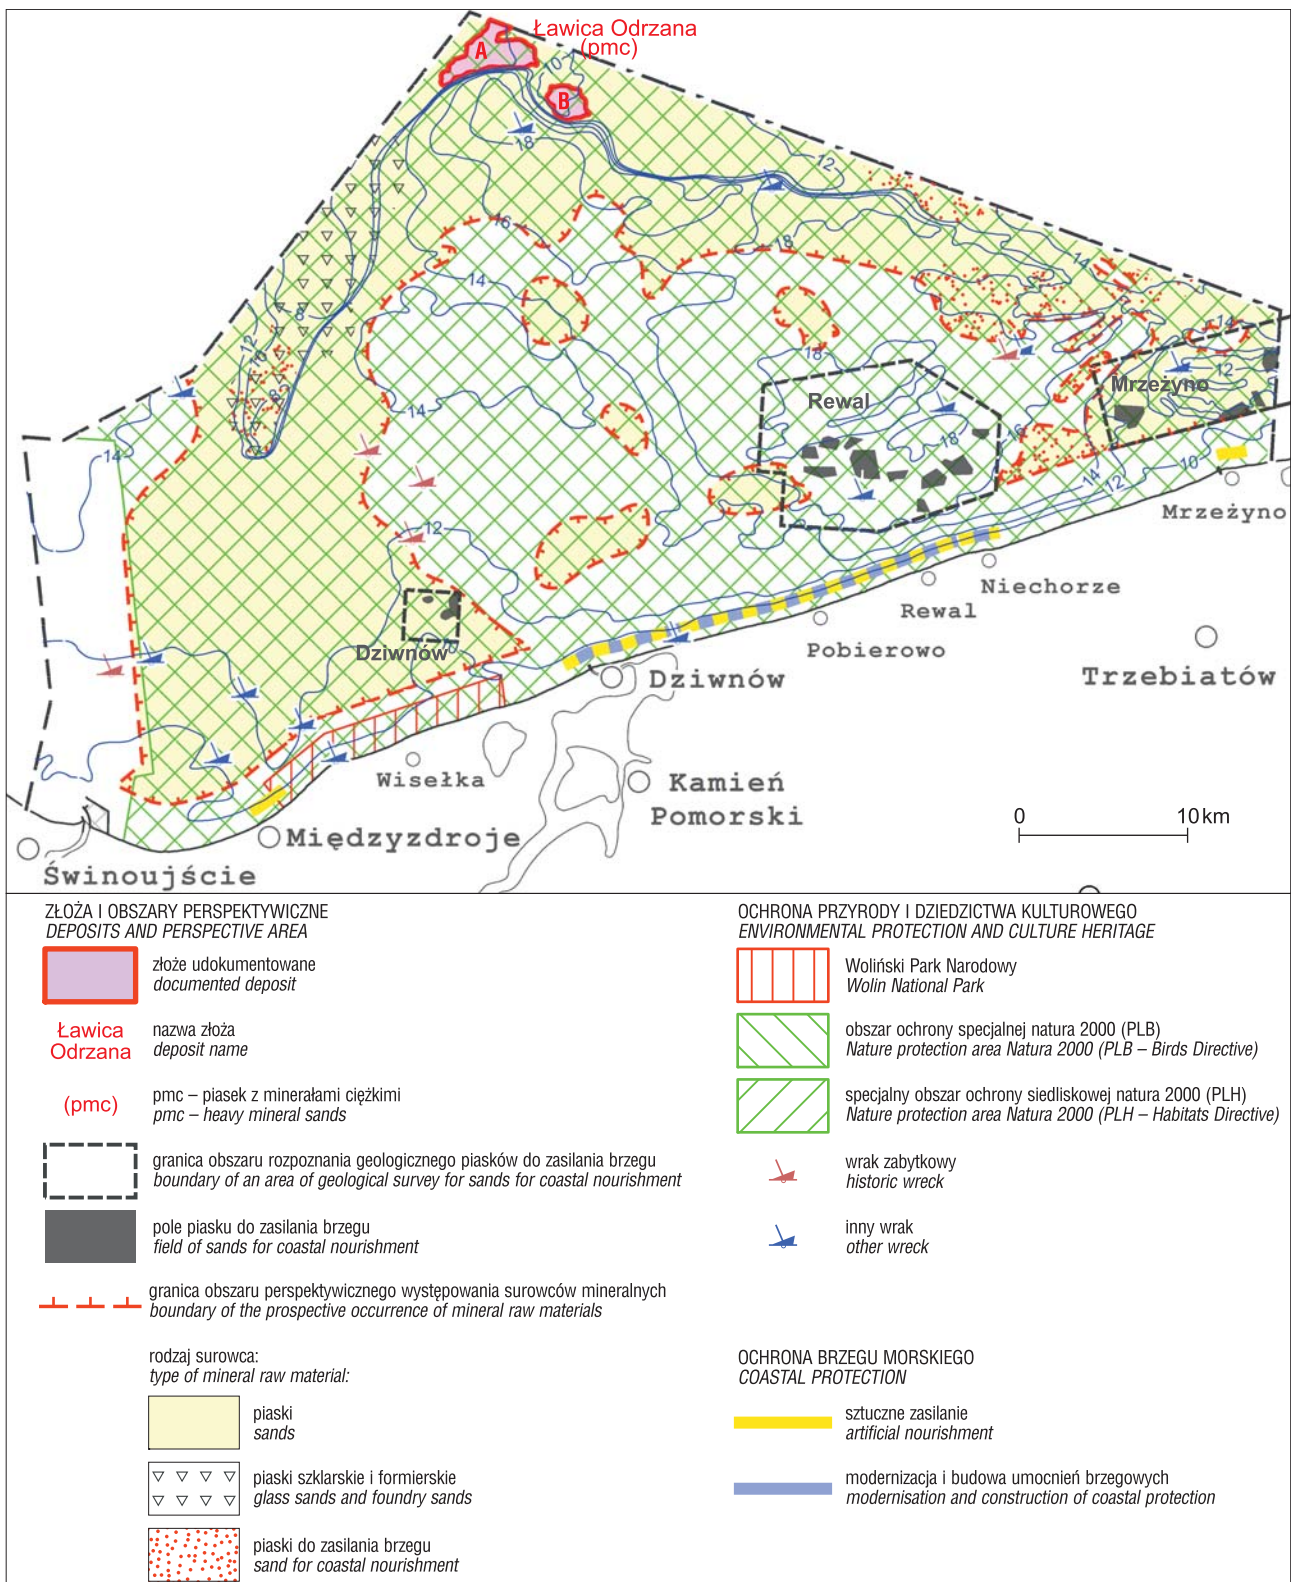 Ławica Odrzana
(pmc)
A
B
10
18
12
16
18
14
14
8
12
10
8
18
14
12
Mrzeżyno
Rewal
14
14
16
18
10
14
12
12
Mrzeżyno
Niechorze
Rewal
Pobierowo
Dziwnów
Trzebiatów
Dziwnów
Wisełka
Kamień
Pomorski
0 10 km
Międzyzdroje
Świnoujście
ZŁOŻA I OBSZARY PERSPEKTYWICZNE
DEPOSITS AND PERSPECTIVE AREA
złoże udokumentowane
documented deposit
Ławica
Odrzana
nazwa złoża
deposit name
(pmc)
pmc – piasek z minerałami ciężkimi
pmc – heavy mineral sands
granica obszaru rozpoznania geologicznego piasków do zasilania brzegu
boundary of an area of geological survey for sands for coastal nourishment
pole piasku do zasilania brzegu
field of sands for coastal nourishment
granica obszaru perspektywicznego występowania surowców mineralnych
boundary of the prospective occurrence of mineral raw materials
rodzaj surowca:
type of mineral raw material:
piaski
sands
piaski szklarskie i formierskie
glass sands and foundry sands
piaski do zasilania brzegu
sand for coastal nourishment
OCHRONA PRZYRODY I DZIEDZICTWA KULTUROWEGO
ENVIRONMENTAL PROTECTION AND CULTURE HERITAGE
Woliński Park Narodowy
Wolin National Park
obszar ochrony specjalnej natura 2000 (PLB)
Nature protection area Natura 2000 (PLB – Birds Directive)
specjalny obszar ochrony siedliskowej natura 2000 (PLH)
Nature protection area Natura 2000 (PLH – Habitats Directive)
wrak zabytkowy
historic wreck
inny wrak
other wreck
OCHRONA BRZEGU MORSKIEGO
COASTAL PROTECTION
sztuczne zasilanie
artificial nourishment
modernizacja i budowa umocnień brzegowych
modernisation and construction of coastal protection